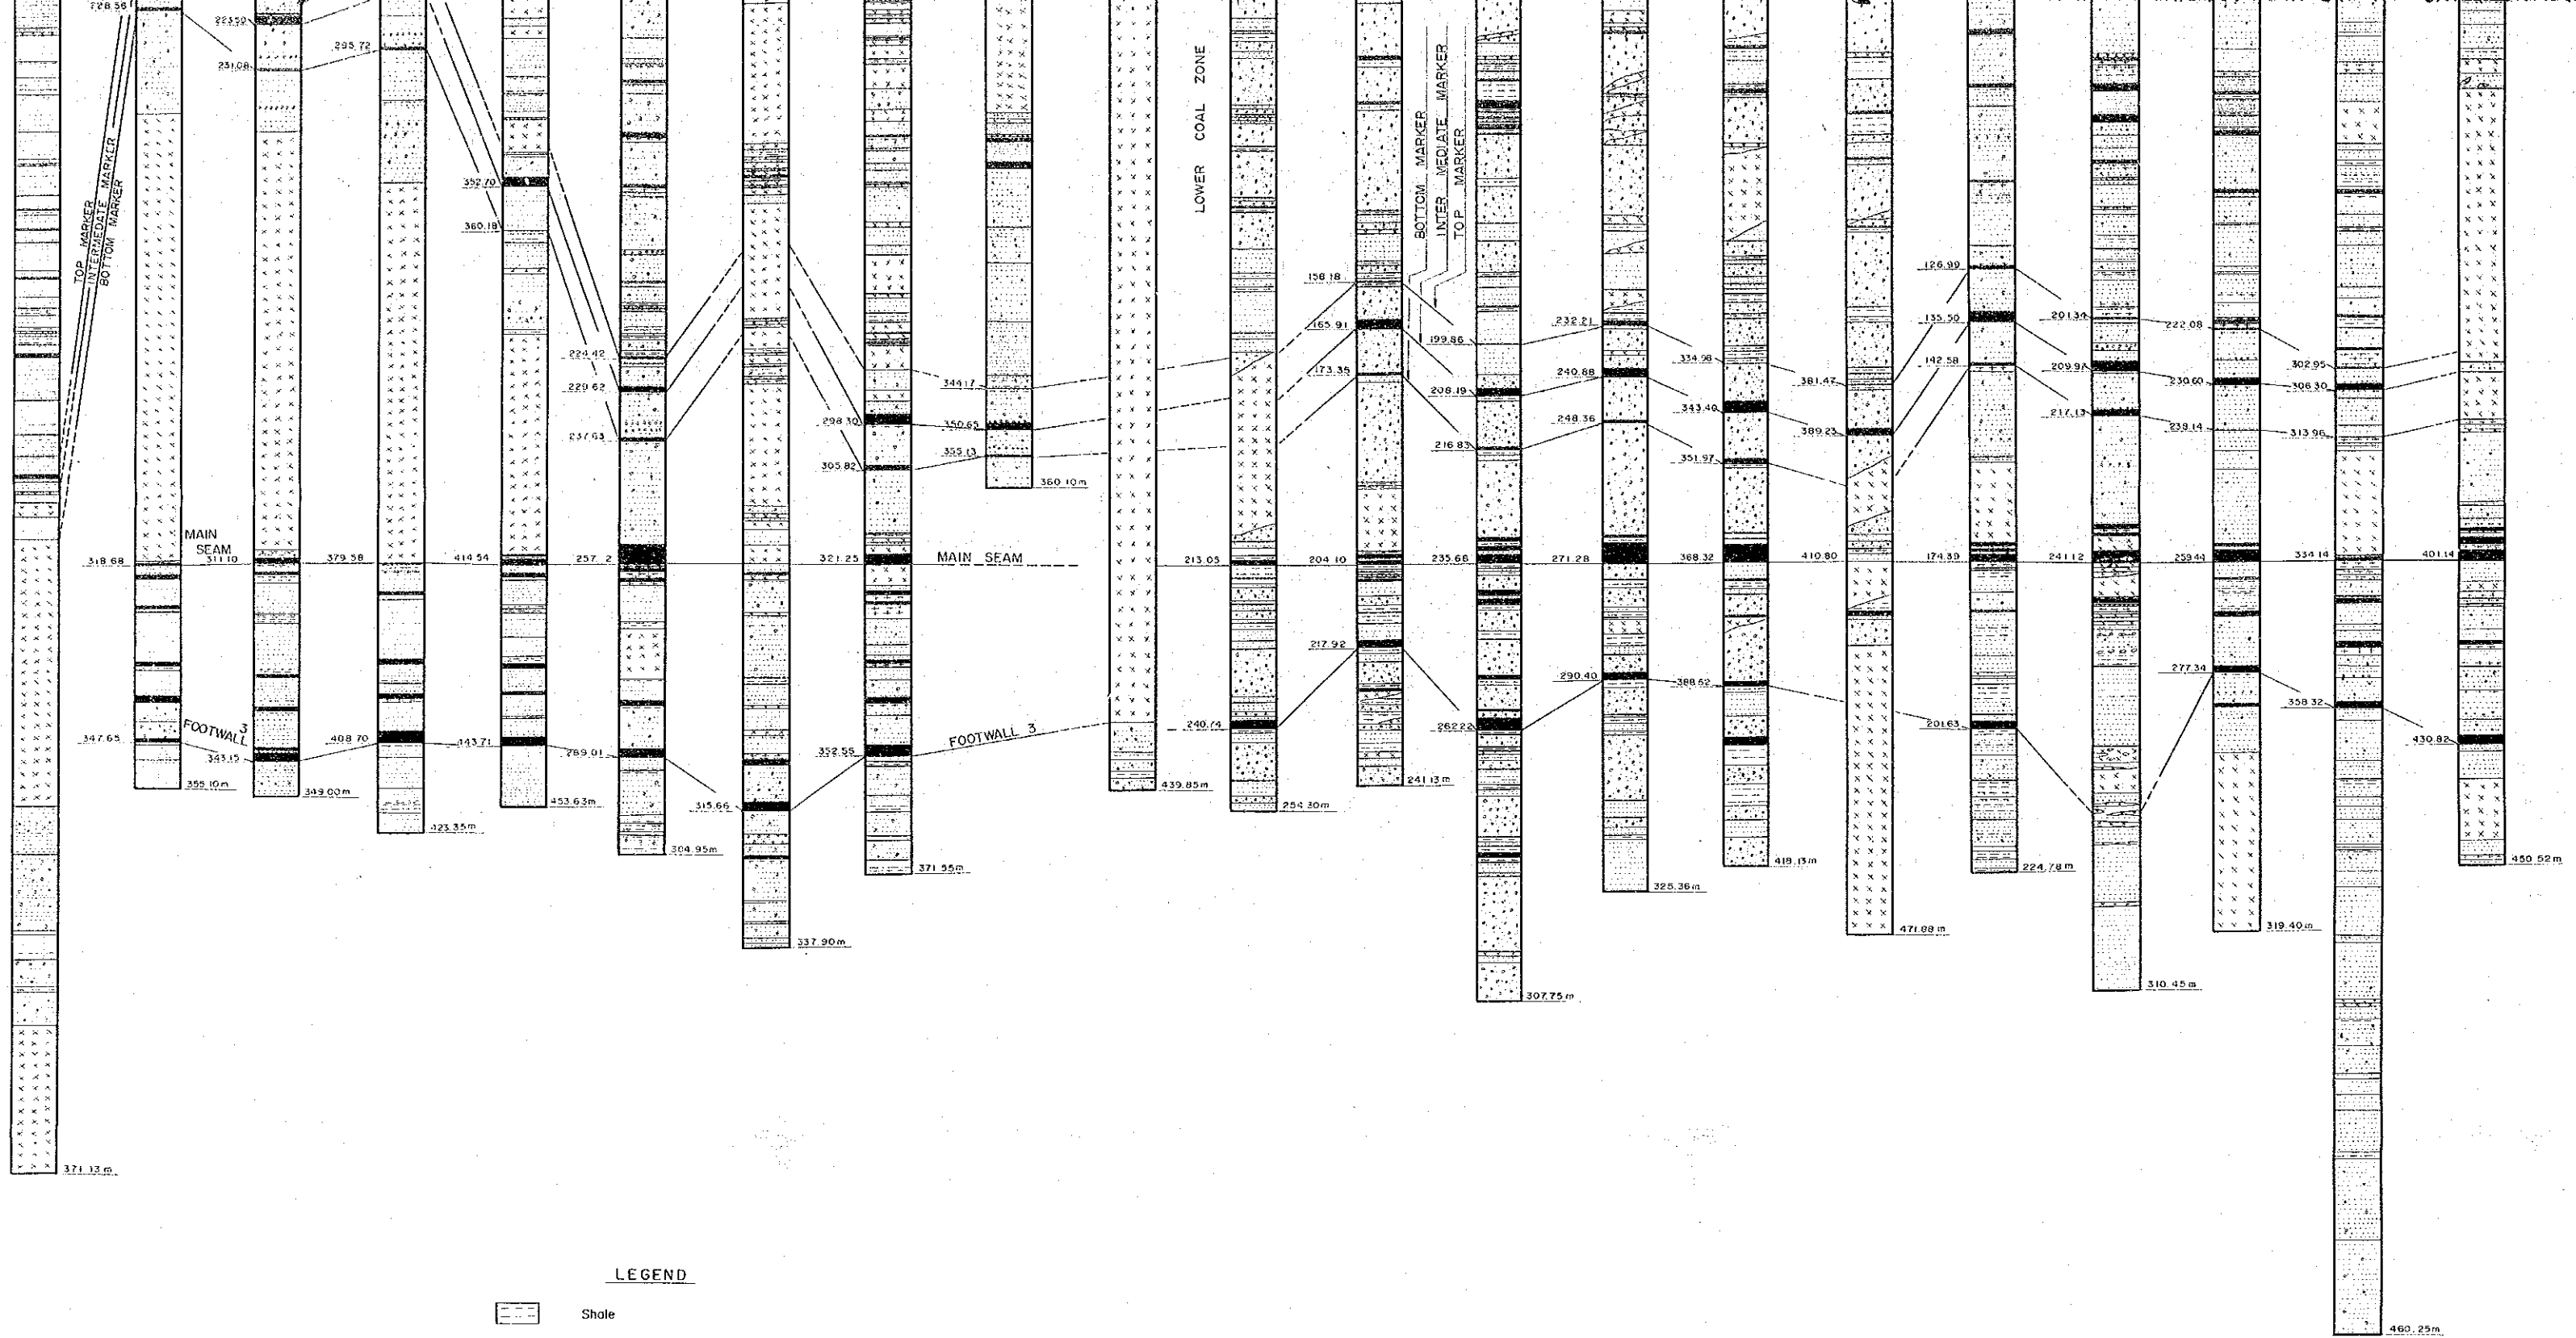 728.56
223.50
231.08
295.72
352.70
360.18
TOP MARKER
INTERMEDIATE MARKER
BOTTOM MARKER
LOWER COAL ZONE
BOTTOM MARKER
INTER MEDIATE MARKER
TOP MARKER
224.42
229.62
237.63
298.30
305.82
344.17
350.65
355.13
360.10m
158.18
165.91
173.35
199.86
208.19
216.83
232.21
240.88
248.36
334.98
343.40
351.97
381.47
389.23
126.99
135.50
142.58
201.34
209.97
217.13
222.08
230.60
238.14
302.95
306.30
313.96
318.68
MAIN SEAM
311.10
379.58
414.54
257. 2
321.25
MAIN SEAM
213.05
204.10
235.66
271.28
368.32
410.80
174.39
241.12
259.44
334.14
401.14
347.65
FOOTWALL 3
343.15
408.70
443.71
289.01
315.66
352.55
FOOTWALL 3
240.74
217.92
262.22
290.40
388.62
201.63
277.34
358.32
430.82
355.10m
349.00m
423.35m
453.63m
304.95m
337.90m
371.55m
439.85m
254.30m
241.13m
307.75m
325.36m
418.13m
471.88m
224.78m
310.45m
319.40m
450.52m
371.13m
460.25m
LEGEND
Shale